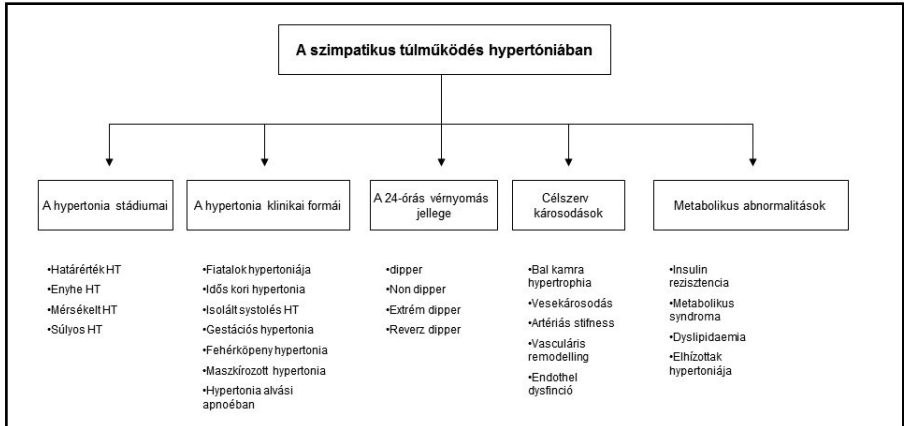 A szimpatikus túlműködés hypertóniában
A hypertonia stádiumai
•Határérték HT
•Enyhe HT
•Mérsékelt HT
•Súlyos HT
A hypertonia klinikai formái
•Fiatalok hypertoniája
•Idős kori hypertonia
•Isolált systolés HT
•Gestációs hypertonia
•Fehérköpeny hypertonia
•Maszkírozott hypertonia
•Hypertonia alvási
apnoéban
A 24-órás vérnyomás
jellege
•dipper
•Non dipper
•Extrém dipper
•Reverz dipper
Célszerv
károsodások
•Bal kamra
hypertrophia
•Vesekárosodás
•Artériás stifness
•Vasculáris
remodelling
•Endothel
dysfinció
Metabolikus abnormalitások
•Insulin
rezisztencia
•Metabolikus
syndroma
•Dyslipidaemia
•Elhízottak
hypertoniája